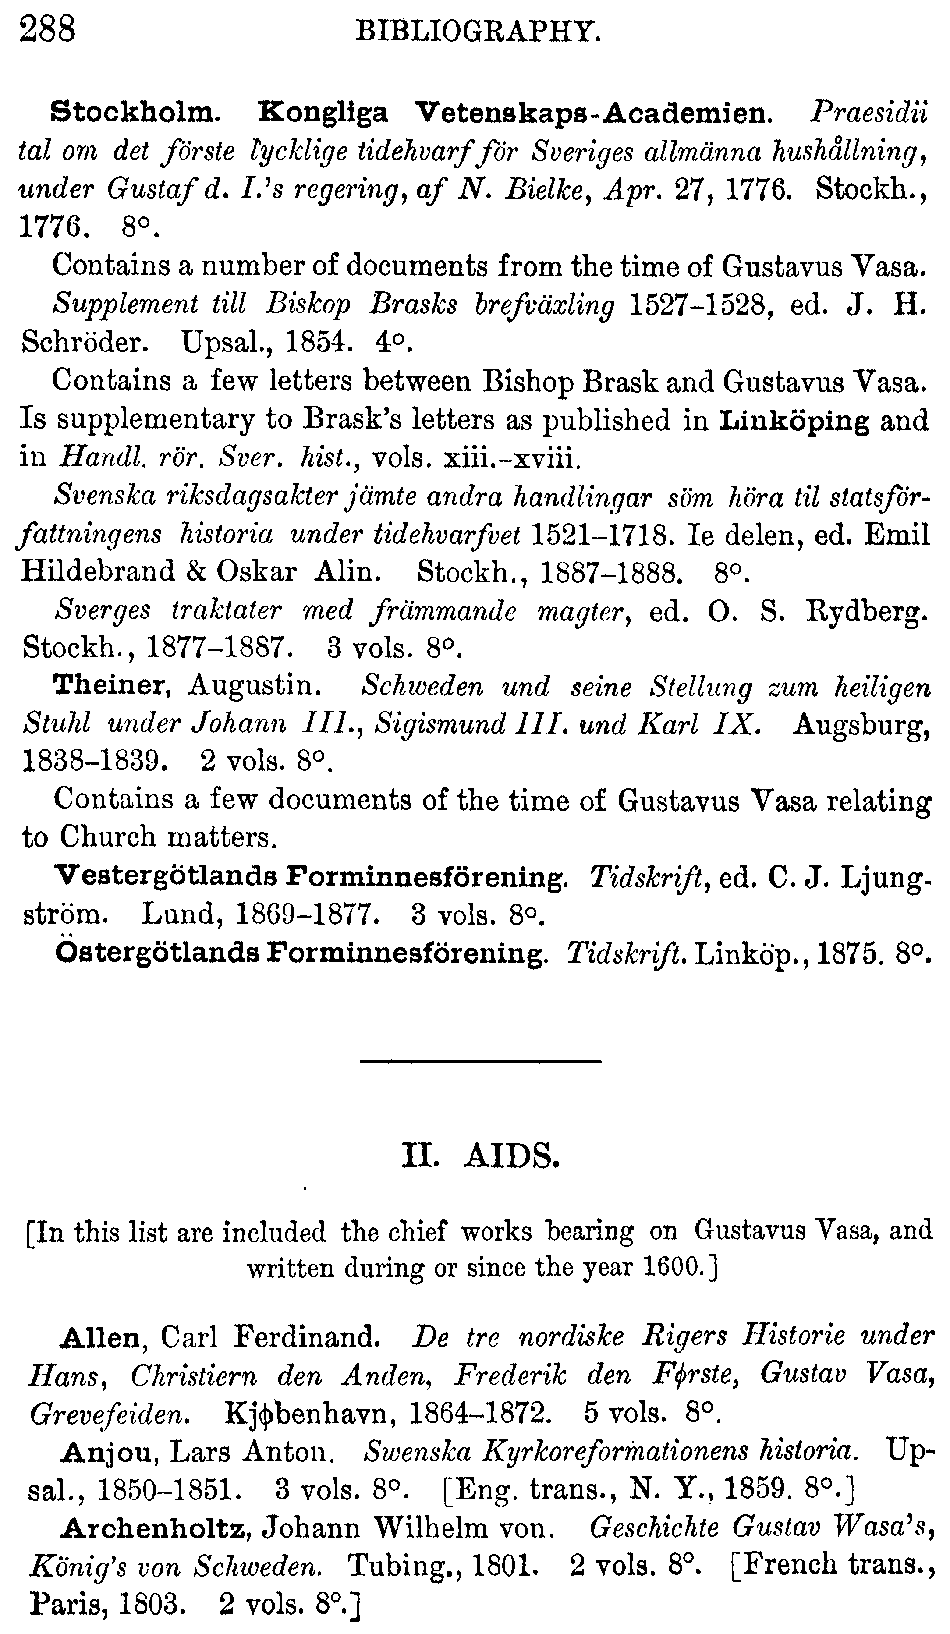 288 BIBLIOGRAPHY.
Stockholm. Kongliga Vetenskaps-Academien. Praesidii
tal om det förste lycklige tidehvarf för Sveriges allmänna hushållning,
under Gustaf d. I.'s regering, af N. Bielke, Apr. 27, 1776. Stockh.,
1776. 8°.
Contains a number of documents from the time of Gustavus Vasa.
Supplement till Biskop Brasks brefväxling 1527–1528, ed. J. H.
Schröder. Upsal., 1854. 4°.
Contains a few letters between Bishop Brask and Gustavus Vasa.
Is supplementary to Brask's letters as published in Linköping and
in Handl. rör. Sver. hist., vols. xiii.–xviii.
Svenska riksdagsakter jämte andra handlingar söm höra til statsför-
fattningens historia under tidehvarfvet 1521–1718. Ie delen, ed. Emil
Hildebrand & Oskar Alin. Stockh., 1887–1888. 8°.
Sverges traktater med främmande magter, ed. O. S. Rydberg.
Stockh., 1877–1887. 3 vols. 8°.
Theiner, Augustin. Schweden und seine Stellung zum heiligen
Stuhl under Johann III., Sigismund III. und Karl IX. Augsburg,
1838–1839. 2 vols. 8°.
Contains a few documents of the time of Gustavus Vasa relating
to Church matters.
Vestergötlands Forminnesförening. Tidskrift, ed. C. J. Ljung-
ström. Lund, 1869–1877. 3 vols. 8°.
Östergötlands Forminnesförening. Tidskrift. Linköp., 1875. 8°.
II. AIDS.
[In this list are included the chief works bearing on Gustavus Vasa, and
written during or since the year 1600.]
Allen, Carl Ferdinand. De tre nordiske Rigers Historie under
Hans, Christiern den Anden, Frederik den Første, Gustav Vasa,
Grevefeiden. Kjøbenhavn, 1864–1872. 5 vols. 8°.
Anjou, Lars Anton. Swenska Kyrkoreformationens historia. Up-
sal., 1850–1851. 3 vols. 8°. [Eng. trans., N. Y., 1859. 8°.]
Archenholtz, Johann Wilhelm von. Geschichte Gustav Wasa's,
König's von Schweden. Tubing., 1801. 2 vols. 8°. [French trans.,
Paris, 1803. 2 vols. 8°.]